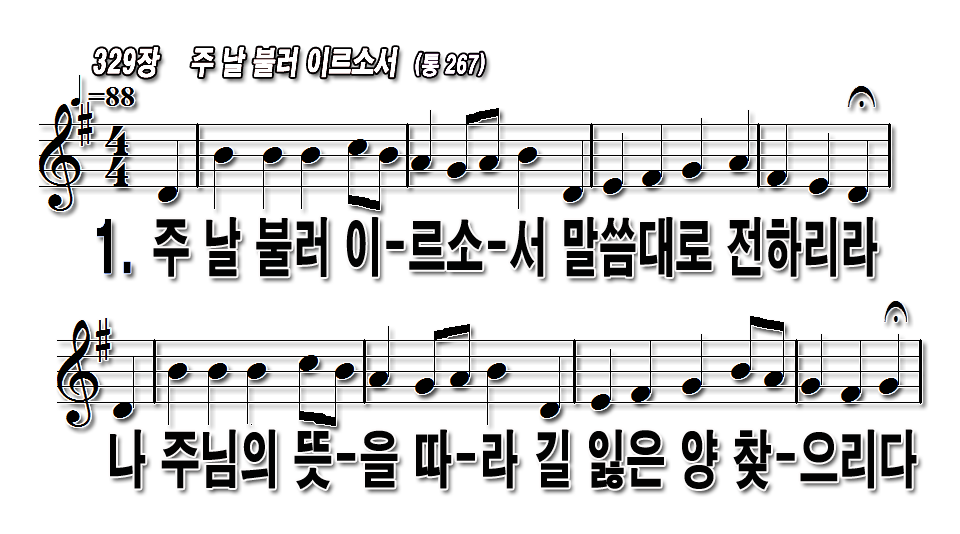 329장 주 날 불러 이르소서 (통 267)
♩=88
4
4
1. 주 날 불러 이-르소-서 말씀대로 전하리라
나 주님의 뜻-을 따-라 길 잃은 양 찾-으리다